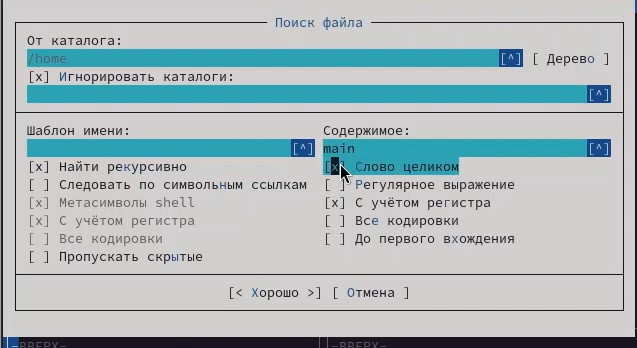 Поиск файла
От каталога:
/home [^] [ Дерево ]
[x] Игнорировать каталоги:
[^]
Шаблон имени: Содержимое:
[^] main [^]
[x] Найти рекурсивно [x] Слово целиком
[ ] Следовать по символьным ссылкам [ ] Регулярное выражение
[x] Метасимволы shell [x] С учётом регистра
[x] С учётом регистра [ ] Все кодировки
[ ] Все кодировки [ ] До первого вхождения
[ ] Пропускать скрытые
[< Хорошо >] [ Отмена ]
-ВВЕРХ- -ВВЕРХ-